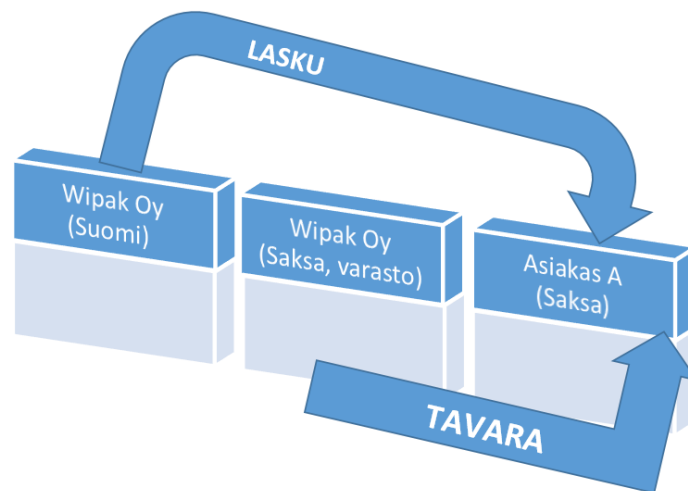 LASKU
Wipak Oy
(Suomi)
Wipak Oy
(Saksa, varasto)
Asiakas A
(Saksa)
TAVARA